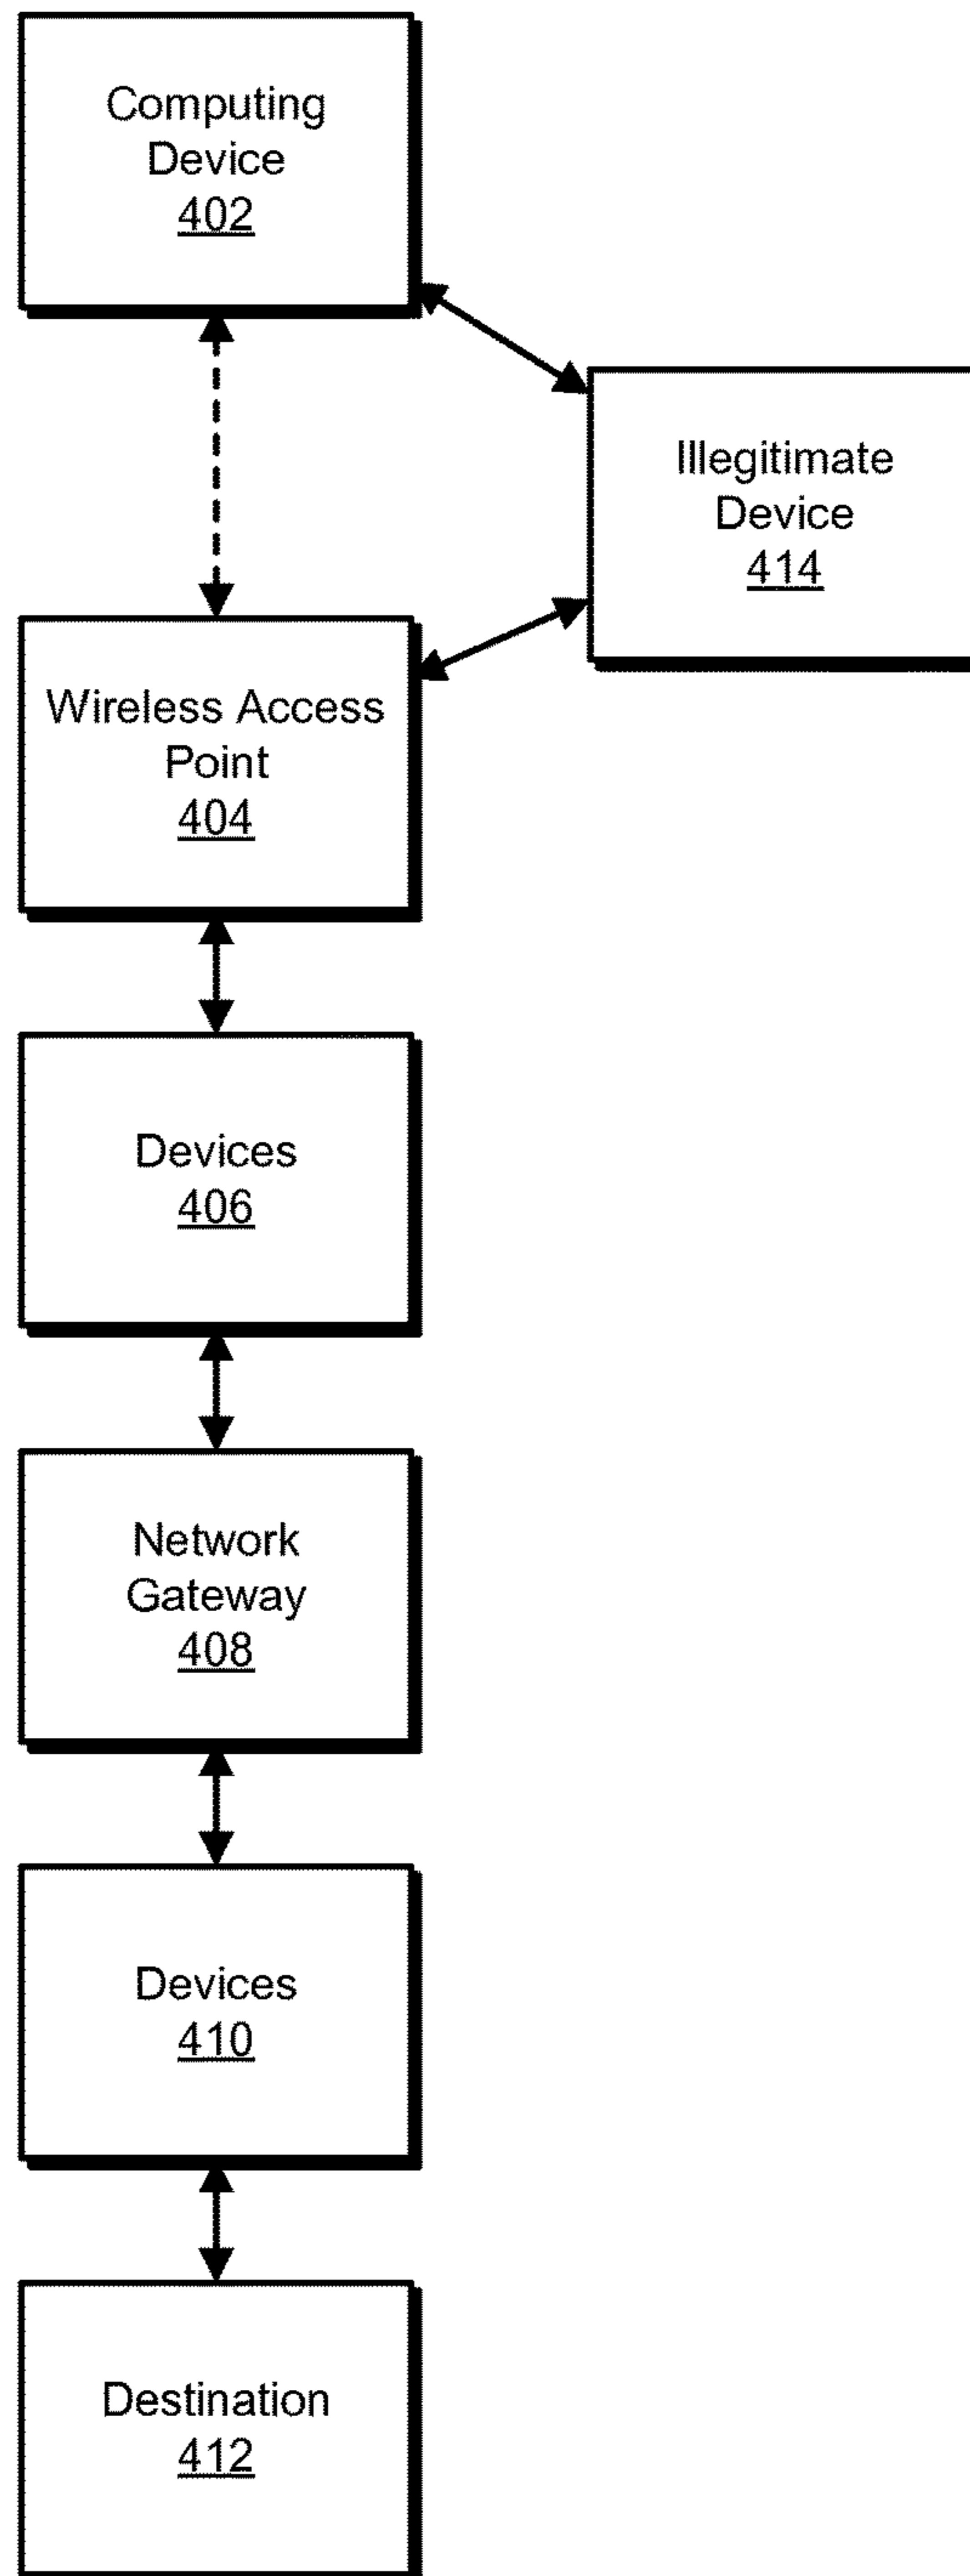 Computing
Device
402
Illegitimate
Device
414
Wireless Access
Point
404
Devices
406
Network
Gateway
408
Devices
410
Destination
412